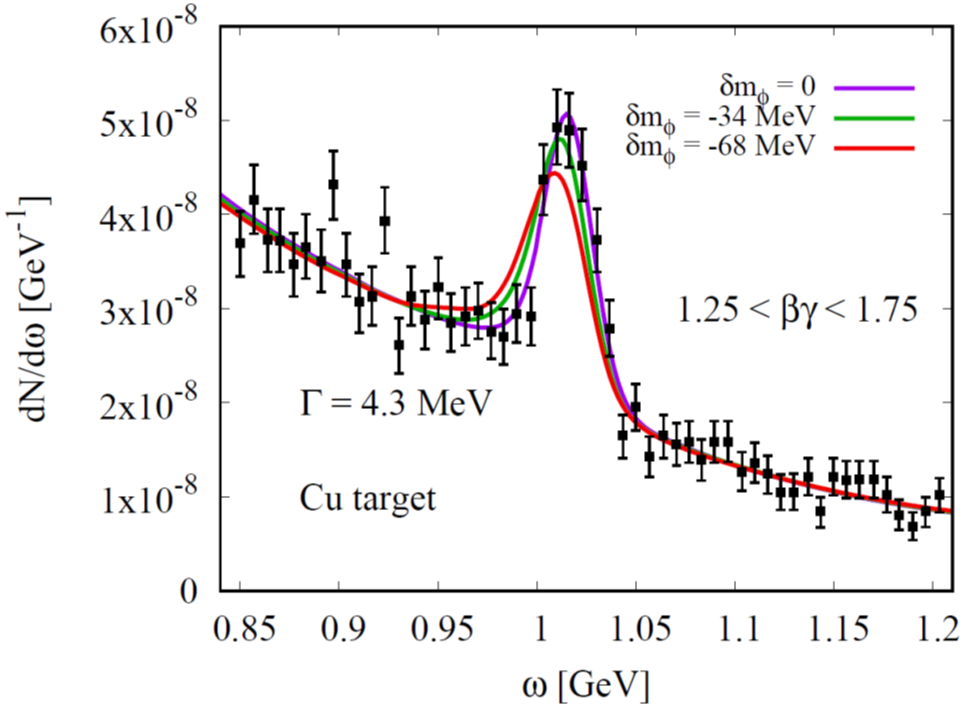 6x10⁻⁸
5x10⁻⁸
4x10⁻⁸
3x10⁻⁸
2x10⁻⁸
1x10⁻⁸
0
dN/dω [GeV⁻¹]
δm_ϕ = 0
δm_ϕ = -34 MeV
δm_ϕ = -68 MeV
1.25 < βγ < 1.75
Γ = 4.3 MeV
Cu target
0.85 0.9 0.95 1 1.05 1.1 1.15 1.2
ω [GeV]